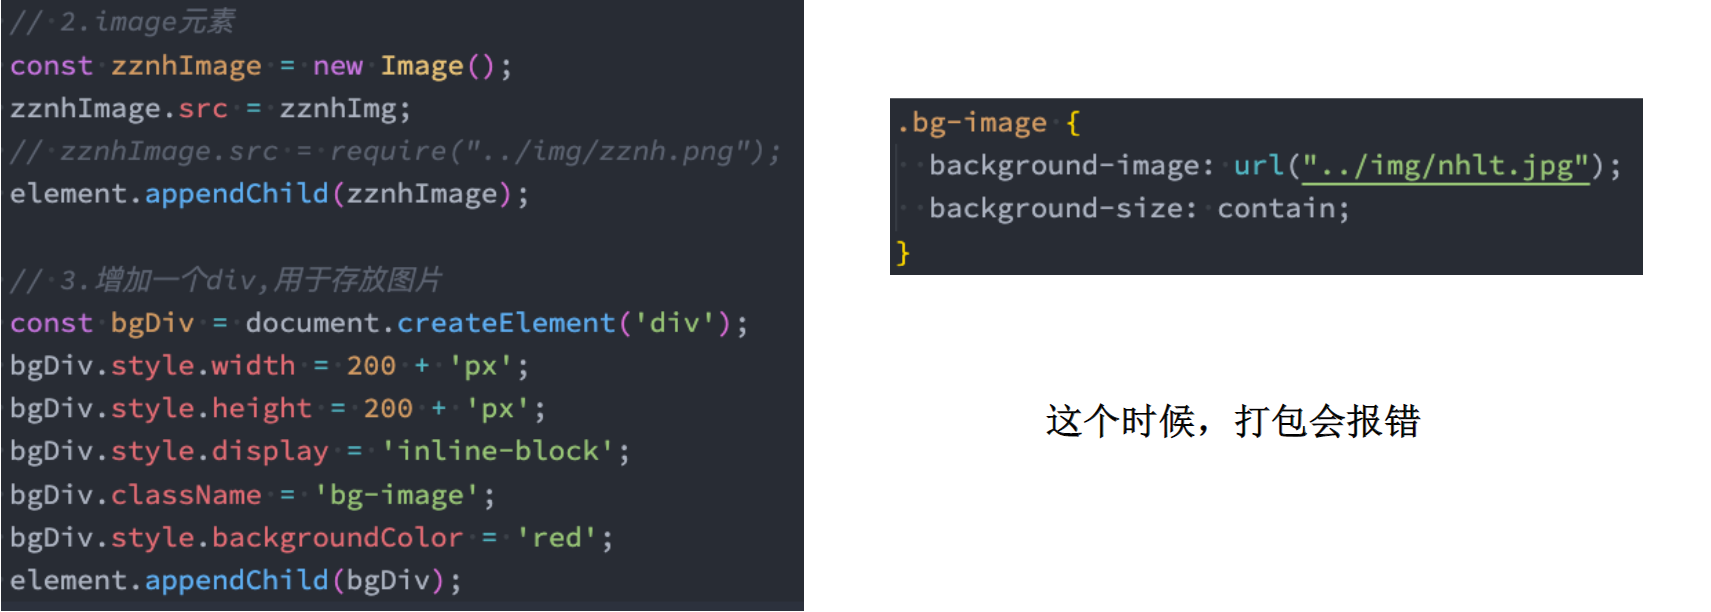 // 2.image元素
const zznhImage = new Image();
zznhImage.src = zznhImg;
// zznhImage.src = require("../img/zznh.png");
element.appendChild(zznhImage);
// 3.增加一个div,用于存放图片
const bgDiv = document.createElement('div');
bgDiv.style.width = 200 + 'px';
bgDiv.style.height = 200 + 'px';
bgDiv.style.display = 'inline-block';
bgDiv.className = 'bg-image';
bgDiv.style.backgroundColor = 'red';
element.appendChild(bgDiv);
.bg-image {
background-image: url("../img/nhlt.jpg");
background-size: contain;
}
这个时候，打包会报错